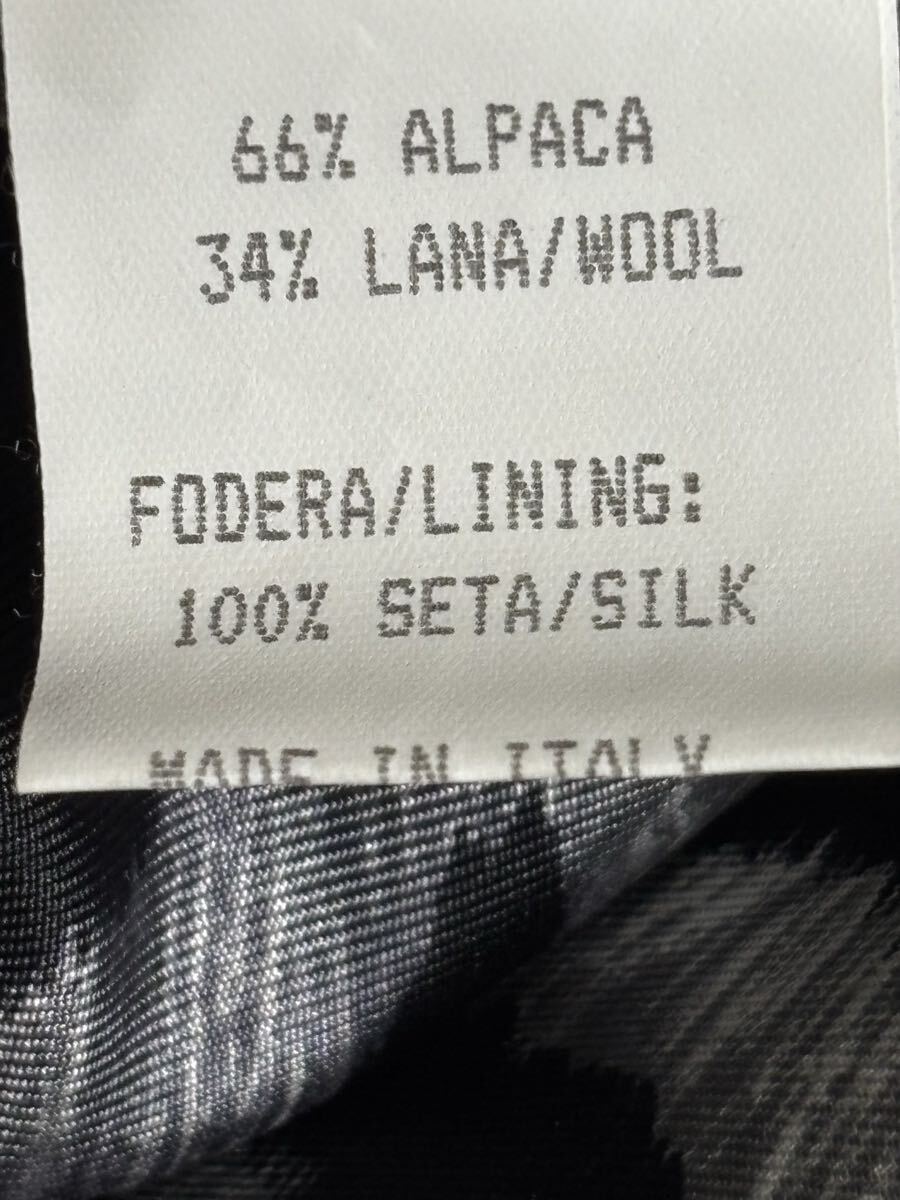 66% ALPACA
34% LANA/WOOL
FODERA/LINING:
100% SETA/SILK
MADE IN ITALY